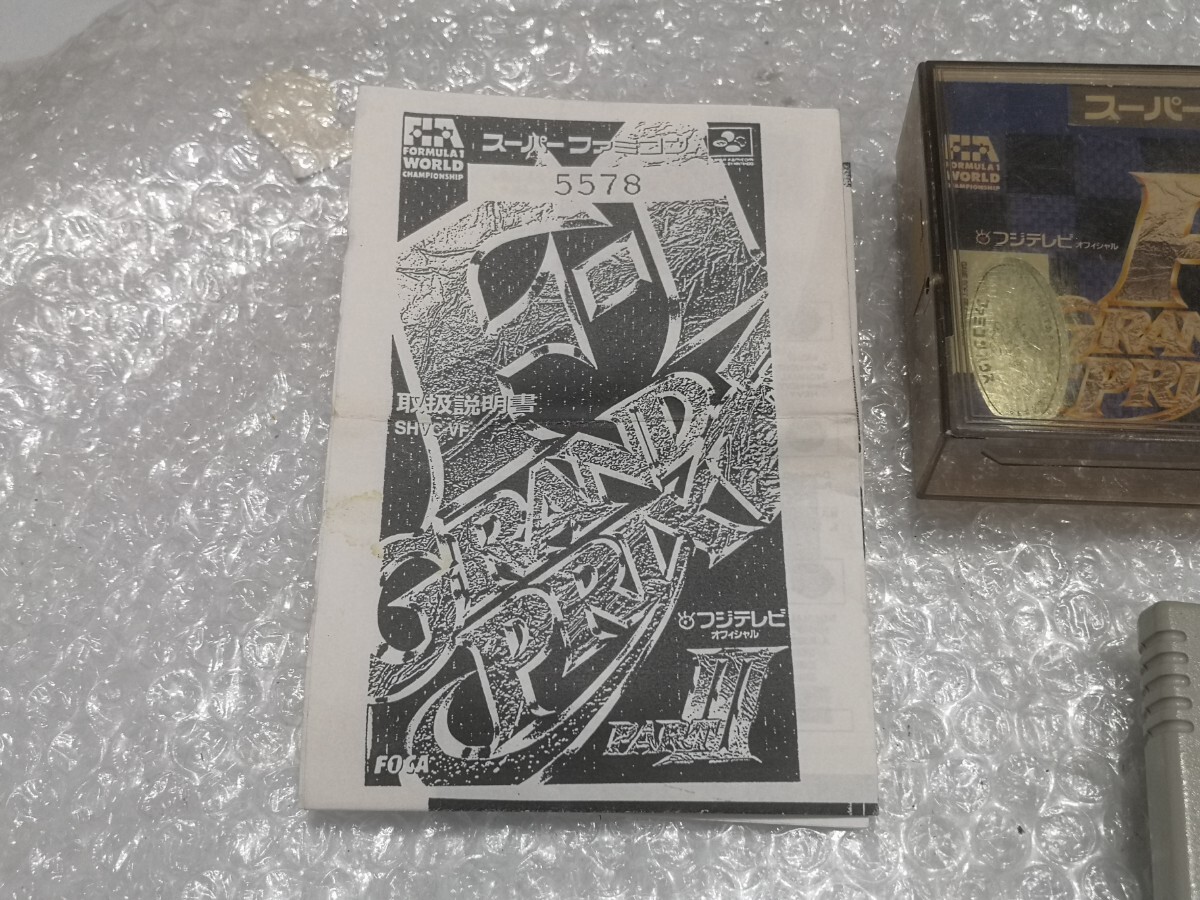 FIA
FORMULA 1
WORLD
CHAMPIONSHIP
スーパーファミコン
5578
取扱説明書
SHVC-VF
GRAND
PRIX
フジテレビ
オフィシャル
PART III
FOCA
スーパー
FIA
FORMULA 1
WORLD
CHAMPIONSHIP
フジテレビ オフィシャル